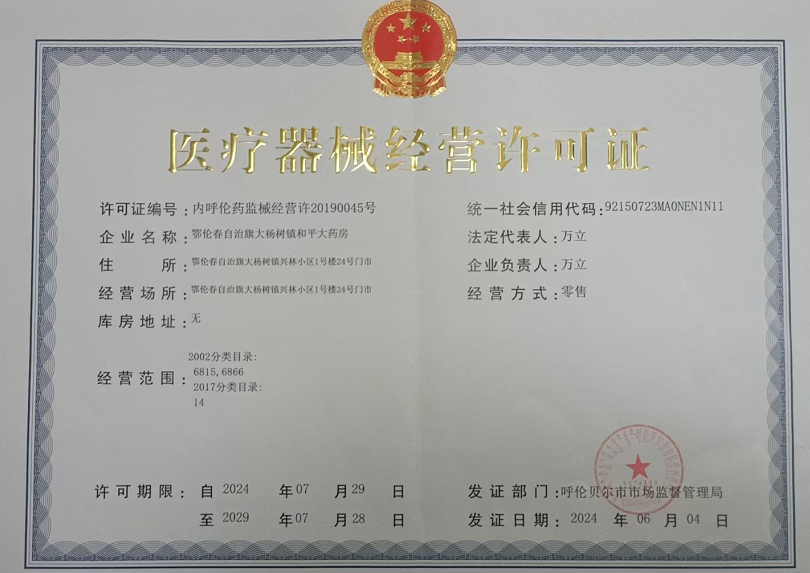 医疗器械经营许可证
许可证编号：内呼伦药监械经营许20190045号
统一社会信用代码：92150723MA0NEN1N11
企业名称：鄂伦春自治旗大杨树镇和平大药房
法定代表人：万立
住所：鄂伦春自治旗大杨树镇兴林小区1号楼24号门市
企业负责人：万立
经营场所：鄂伦春自治旗大杨树镇兴林小区1号楼24号门市
经营方式：零售
库房地址：无
经营范围：
2002分类目录:
6815,6866
2017分类目录:
14
许可期限：自 2024 年 07 月 29 日
发证部门：呼伦贝尔市市场监督管理局
至 2029 年 07 月 28 日
发证日期：2024 年 06 月 04 日